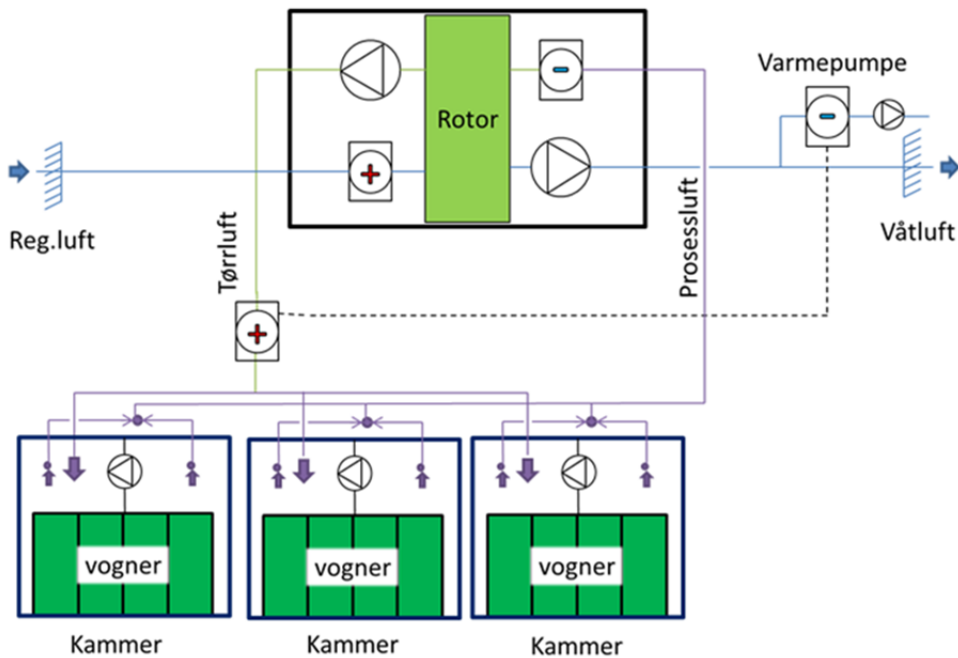 Varmepumpe
Rotor
Reg.luft
Våtluft
Tørrluft
Prosessluft
vogner
vogner
vogner
Kammer
Kammer
Kammer